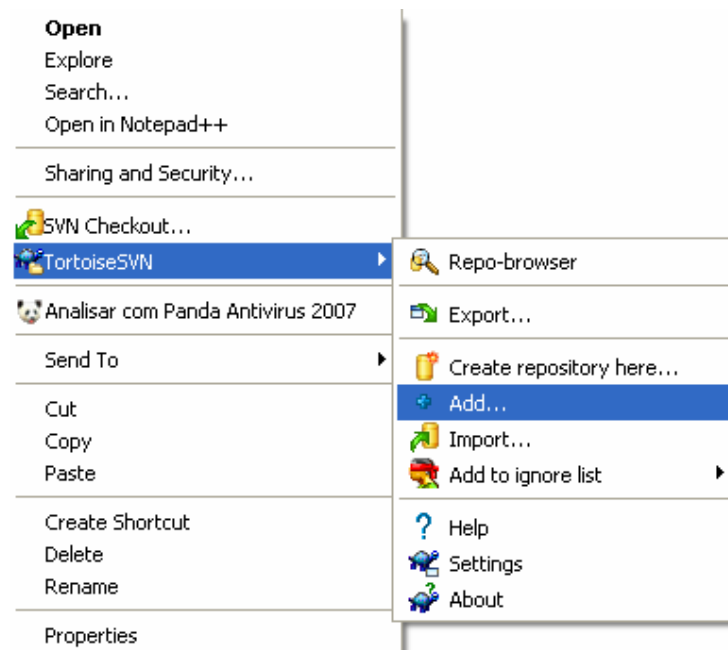 Open
Explore
Search...
Open in Notepad++
Sharing and Security...
SVN Checkout...
TortoiseSVN
Analisar com Panda Antivirus 2007
Send To
Cut
Copy
Paste
Create Shortcut
Delete
Rename
Properties
Repo-browser
Export...
Create repository here...
Add...
Import...
Add to ignore list
Help
Settings
About